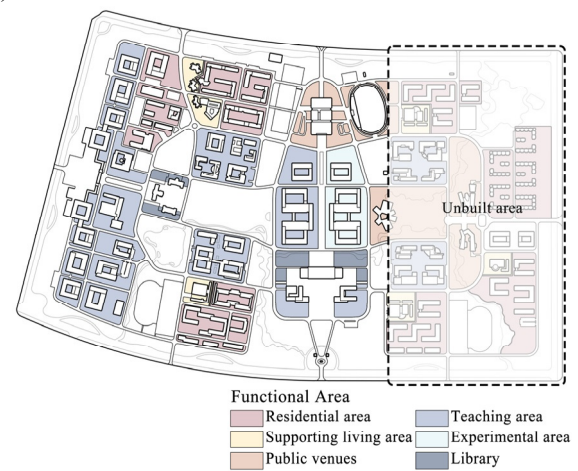 Unbuilt area
Functional Area
Residential area
Teaching area
Supporting living area
Experimental area
Public venues
Library